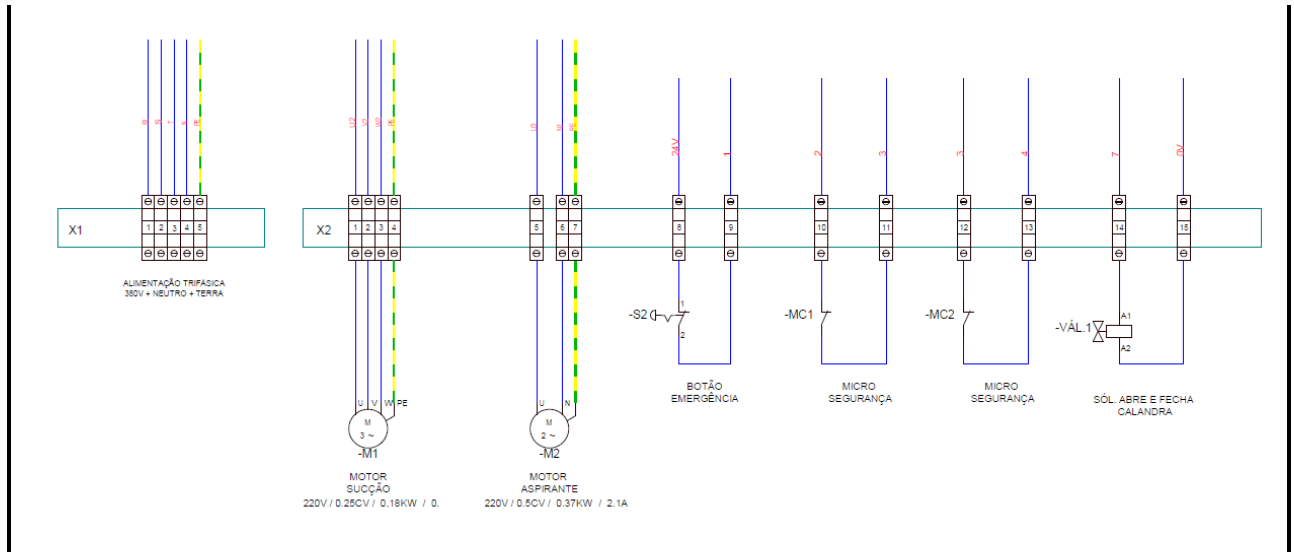 U2
V2
W2
PE
PE
24V
1
2
3
3
4
7
0V
X1
1
2
3
4
5
X2
1
2
3
4
5
6
7
8
9
10
11
12
13
14
15
ALIMENTAÇÃO TRIFÁSICA
380V + NEUTRO + TERRA
-S2
1
2
-MC1
-MC2
-VÁL.1
A1
A2
BOTÃO
EMERGÊNCIA
MICRO
SEGURANÇA
MICRO
SEGURANÇA
SÓL. ABRE E FECHA
CALANDRA
U
V
W
PE
M
3 ~
-M1
U
N
M
2 ~
-M2
MOTOR
SUCÇÃO
220V / 0.25CV / 0,18KW / 0.
MOTOR
ASPIRANTE
220V / 0.5CV / 0.37KW / 2.1A